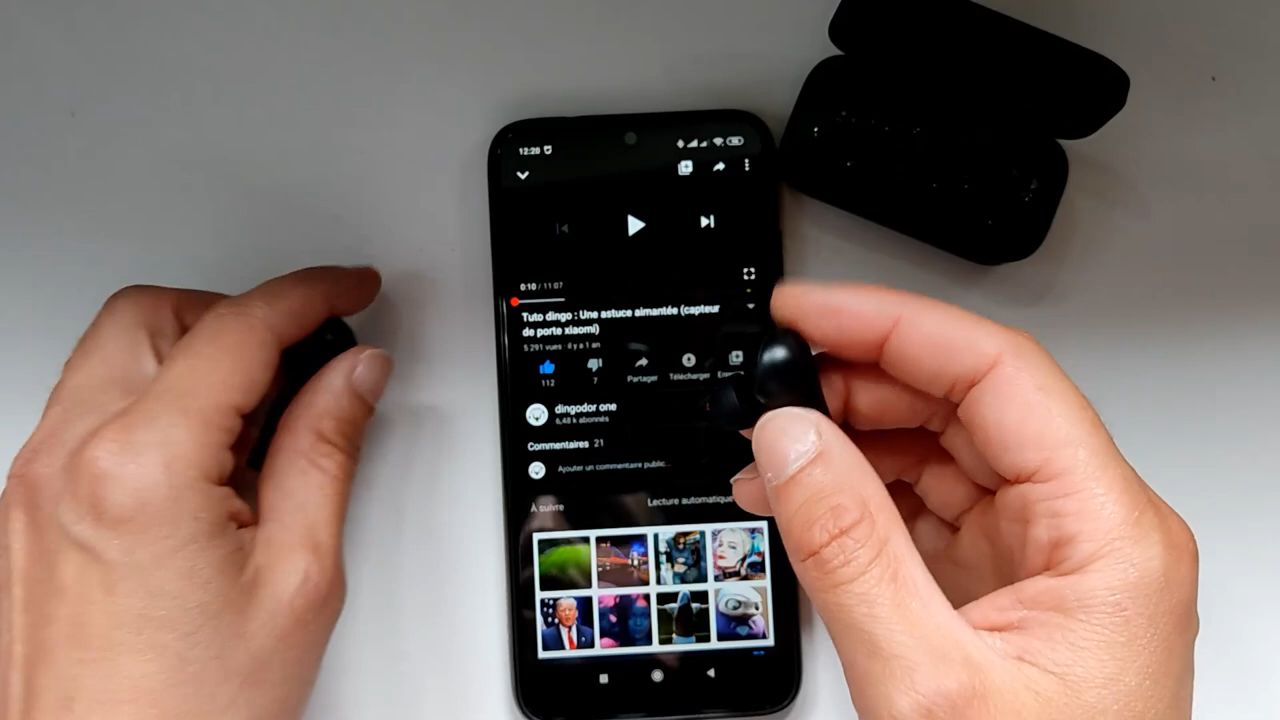 12:20
0:10 / 11:07
Tuto dingo : Une astuce aimantée (capteur
de porte xiaomi)
5 291 vues · il y a 1 an
112
7
Partager
Télécharger
dingodor one
6,48 k abonnés
Commentaires 21
Ajouter un commentaire public...
À suivre
Lecture automatique